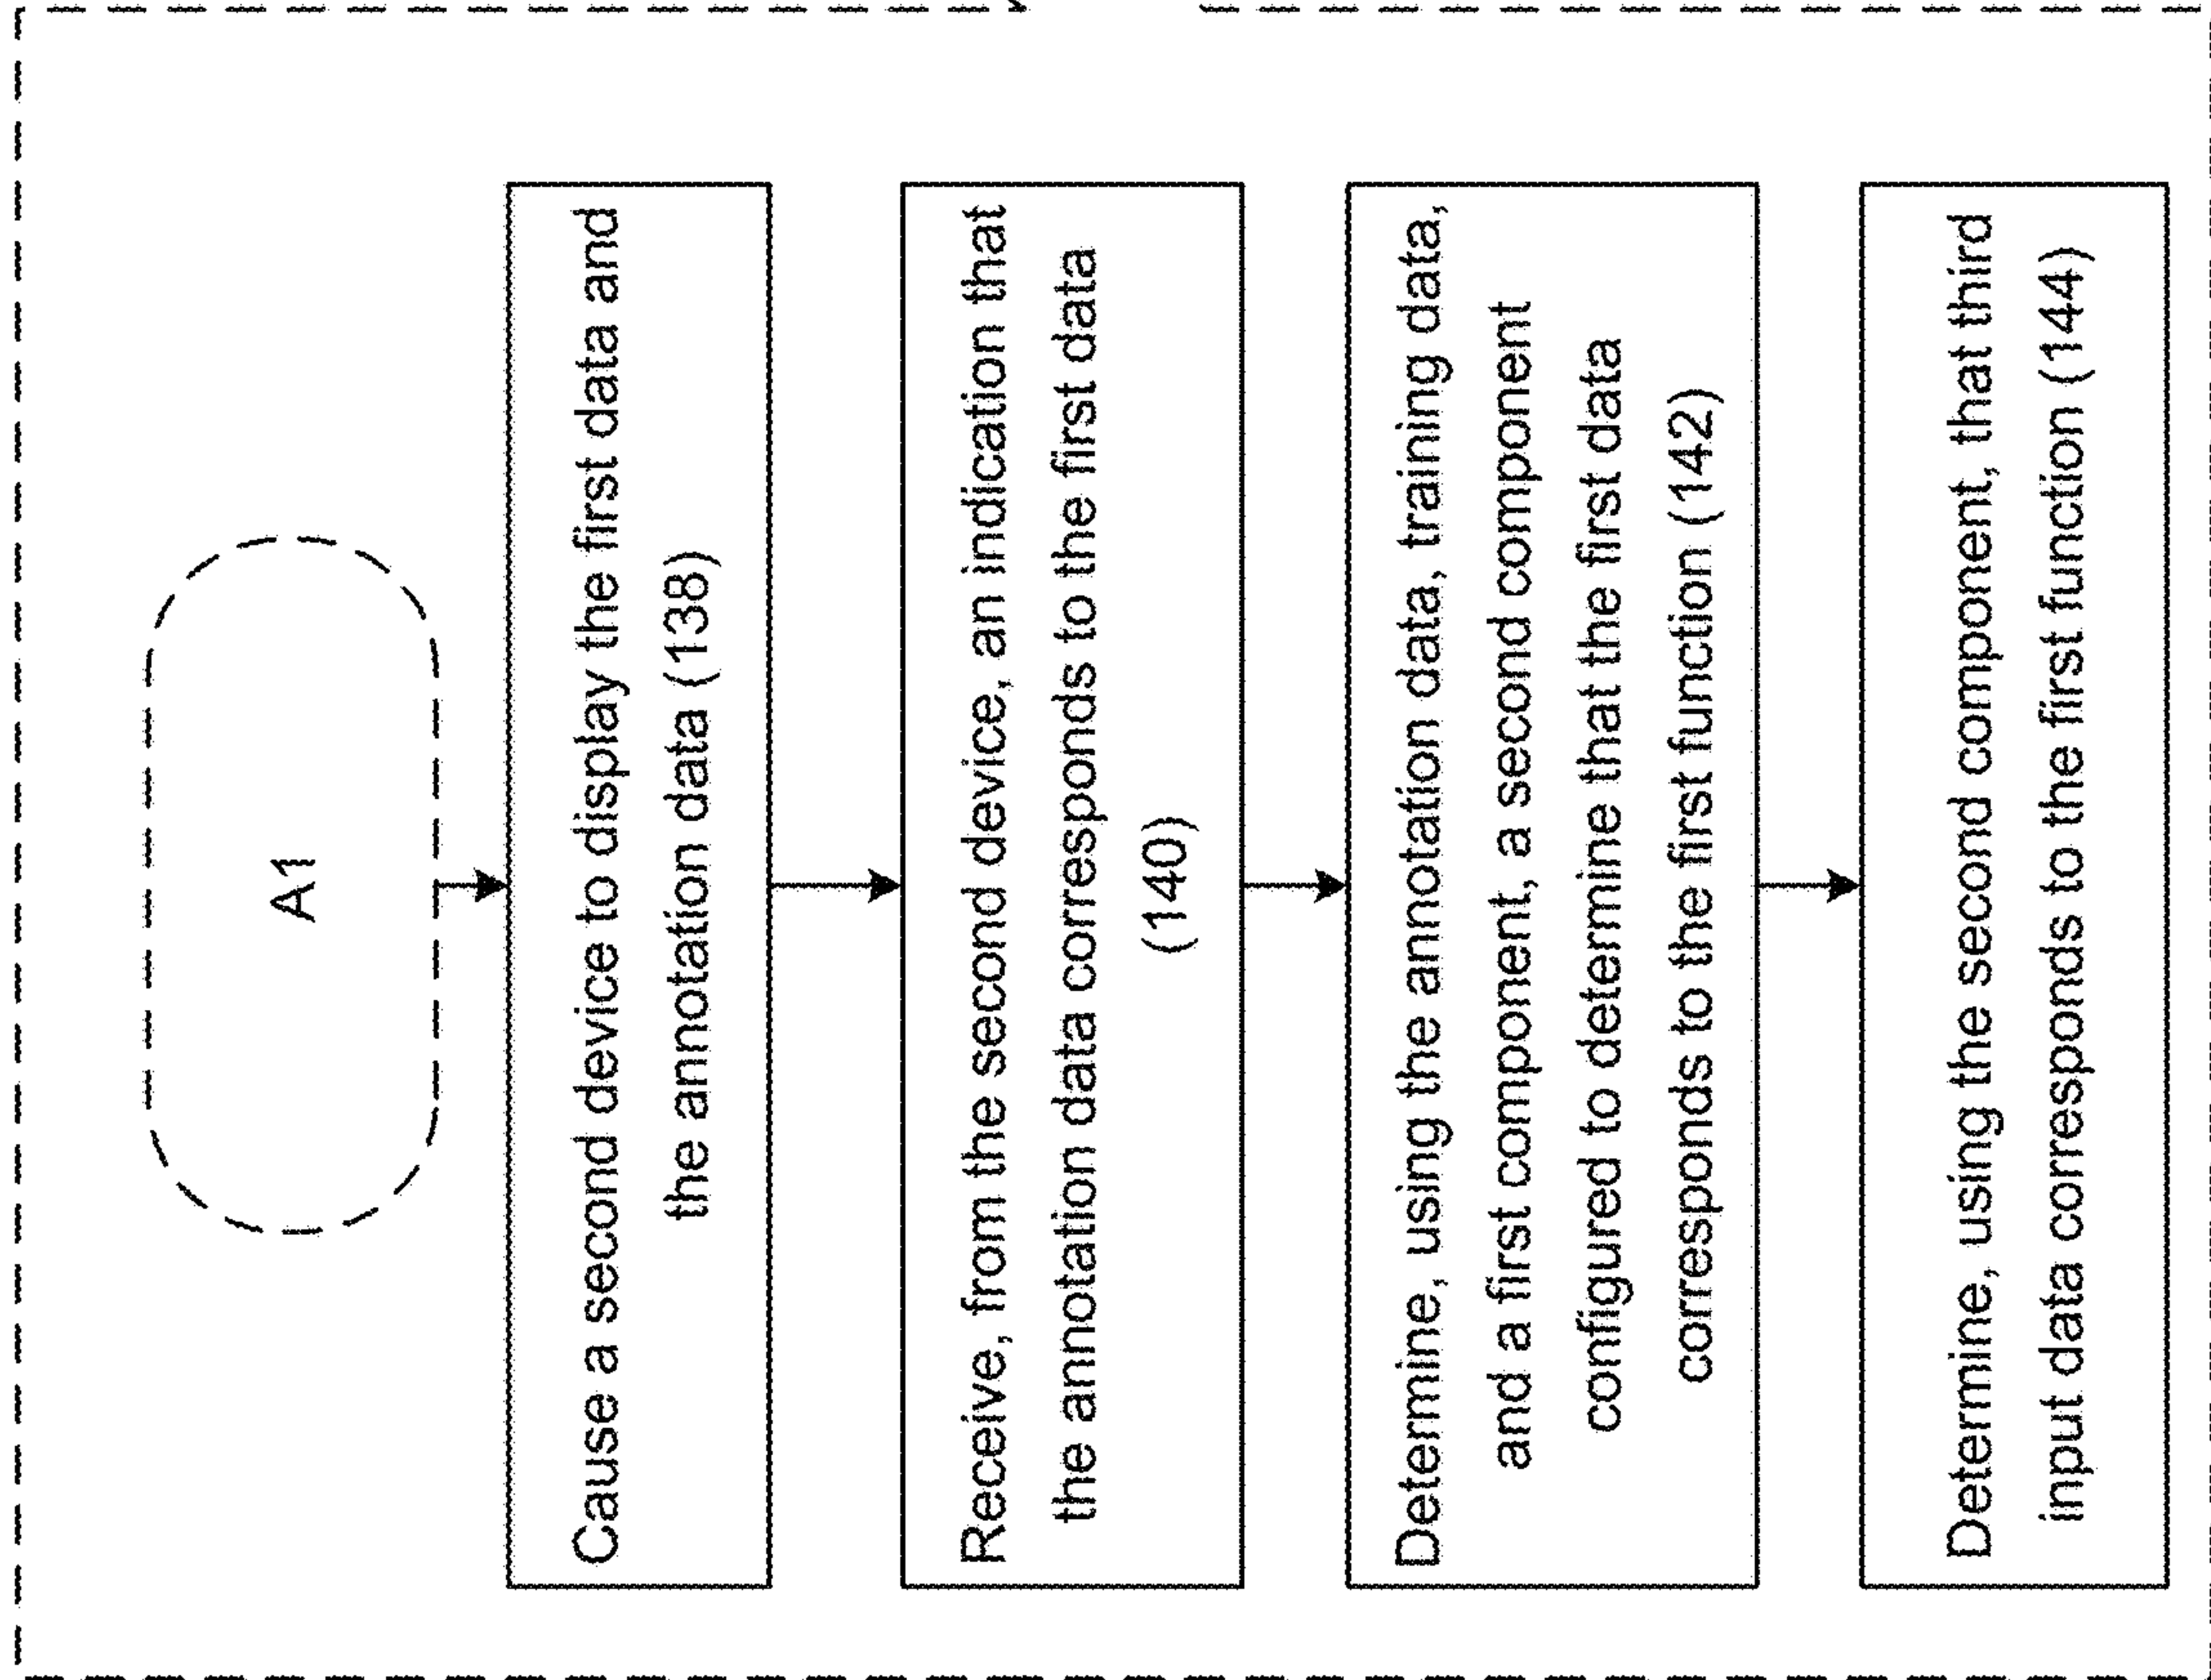 A1
Cause a second device to display the first data and
the annotation data (138)
Receive, from the second device, an indication that
the annotation data corresponds to the first data
(140)
Determine, using the annotation data, training data,
and a first component, a second component
configured to determine that the first data
corresponds to the first function (142)
Determine, using the second component, that third
input data corresponds to the first function (144)